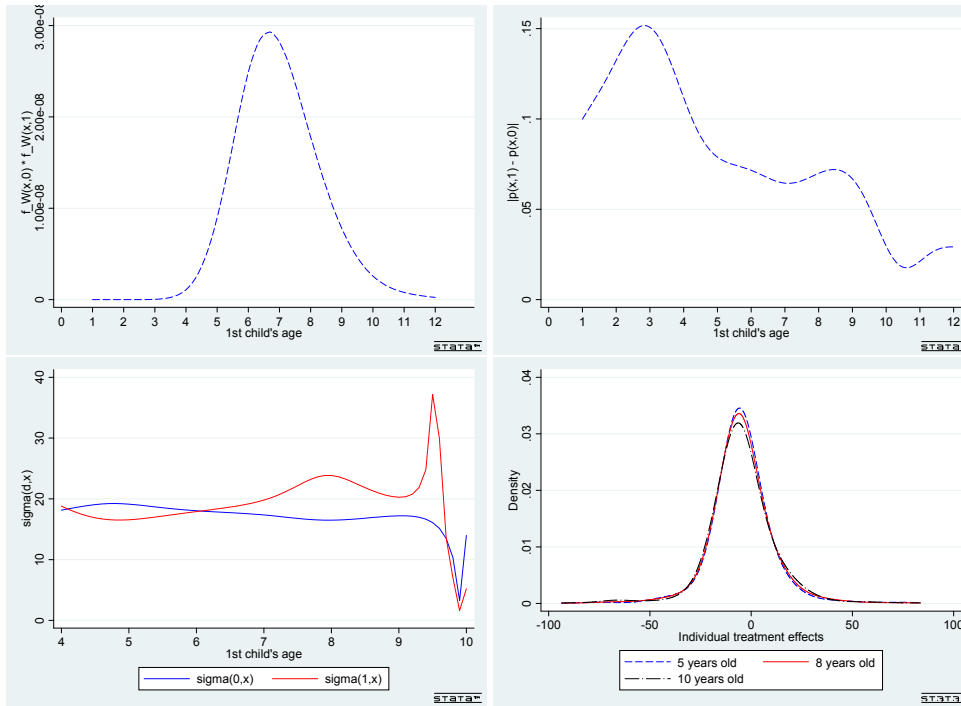 f_W(x,0) * f_W(x,1)
3.00e-08
2.00e-08
1.00e-08
0
0 1 2 3 4 5 6 7 8 9 10 11 12
1st child's age
STATA™
|p(x,1) - p(x,0)|
.15
.1
.05
0
0 1 2 3 4 5 6 7 8 9 10 11 12
1st child's age
STATA™
sigma(d,x)
40
30
20
10
0
4 5 6 7 8 9 10
1st child's age
sigma(0,x) sigma(1,x)
STATA™
Density
.04
.03
.02
.01
0
-100 -50 0 50 100
Individual treatment effects
5 years old 8 years old
10 years old